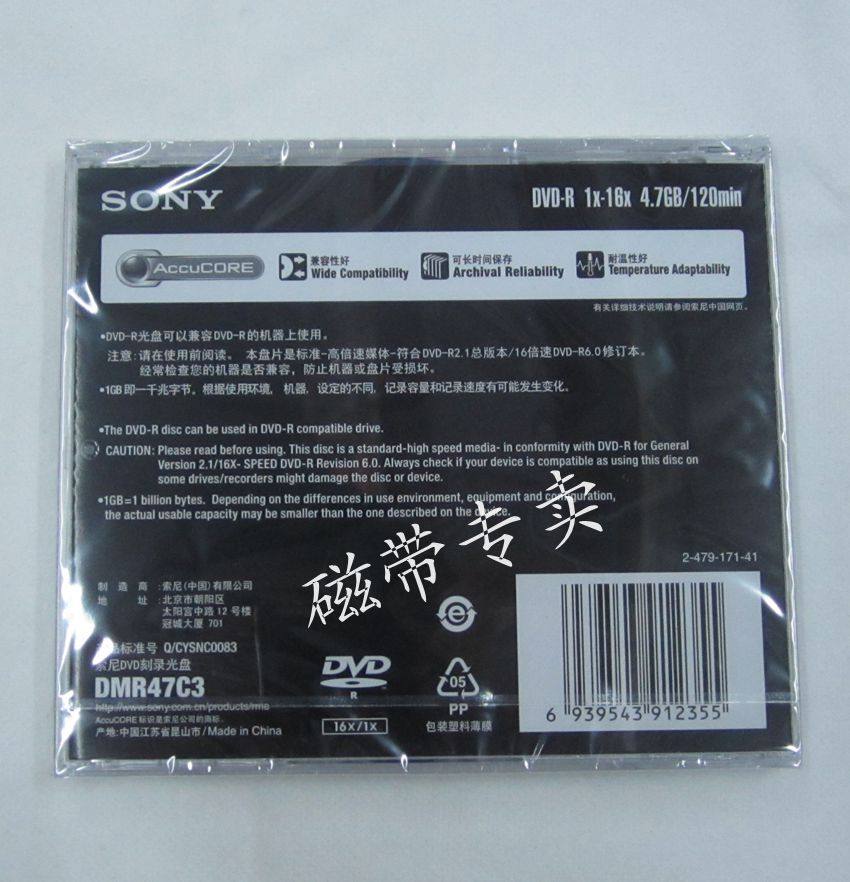 SONY
DVD-R 1x-16x 4.7GB/120min
AccuCORE
兼容性好
Wide Compatibility
可长时间保存
Archival Reliability
耐温性好
Temperature Adaptability
有关详细技术说明请参阅索尼中国网页。
•DVD-R光盘可以兼容DVD-R的机器上使用。
注意:请在使用前阅读。 本盘片是标准-高倍速媒体-符合DVD-R2.1总版本/16倍速DVD-R6.0修订本。
经常检查您的机器是否兼容,防止机器或盘片受损坏。
•1GB即一千兆字节。根据使用环境, 机器, 设定的不同, 记录容量和记录速度有可能发生变化.
•The DVD-R disc can be used in DVD-R compatible drive.
CAUTION: Please read before using. This disc is a standard-high speed media- in conformity with DVD-R for General
Version 2.1/16X- SPEED DVD-R Revision 6.0. Always check if your device is compatible as using this disc on
some drives/recorders might damage the disc or device.
•1GB=1 billion bytes. Depending on the differences in use environment, equipment and configuration,
the actual usable capacity may be smaller than the one described on the device.
磁带专卖
2-479-171-41
制 造 商 :索尼(中国)有限公司
地 址 :北京市朝阳区
太阳宫中路 12 号楼
冠城大厦 701
品标准号 Q/CYSNC0083
索尼DVD刻录光盘
DMR47C3
http://www.sony.com.cn/products/rme
AccuCORE 标识是索尼公司的商标.
产地:中国江苏省昆山市/Made in China
e
DVD
R
16X/1X
05
PP
包装塑料薄膜
6 939543 912355